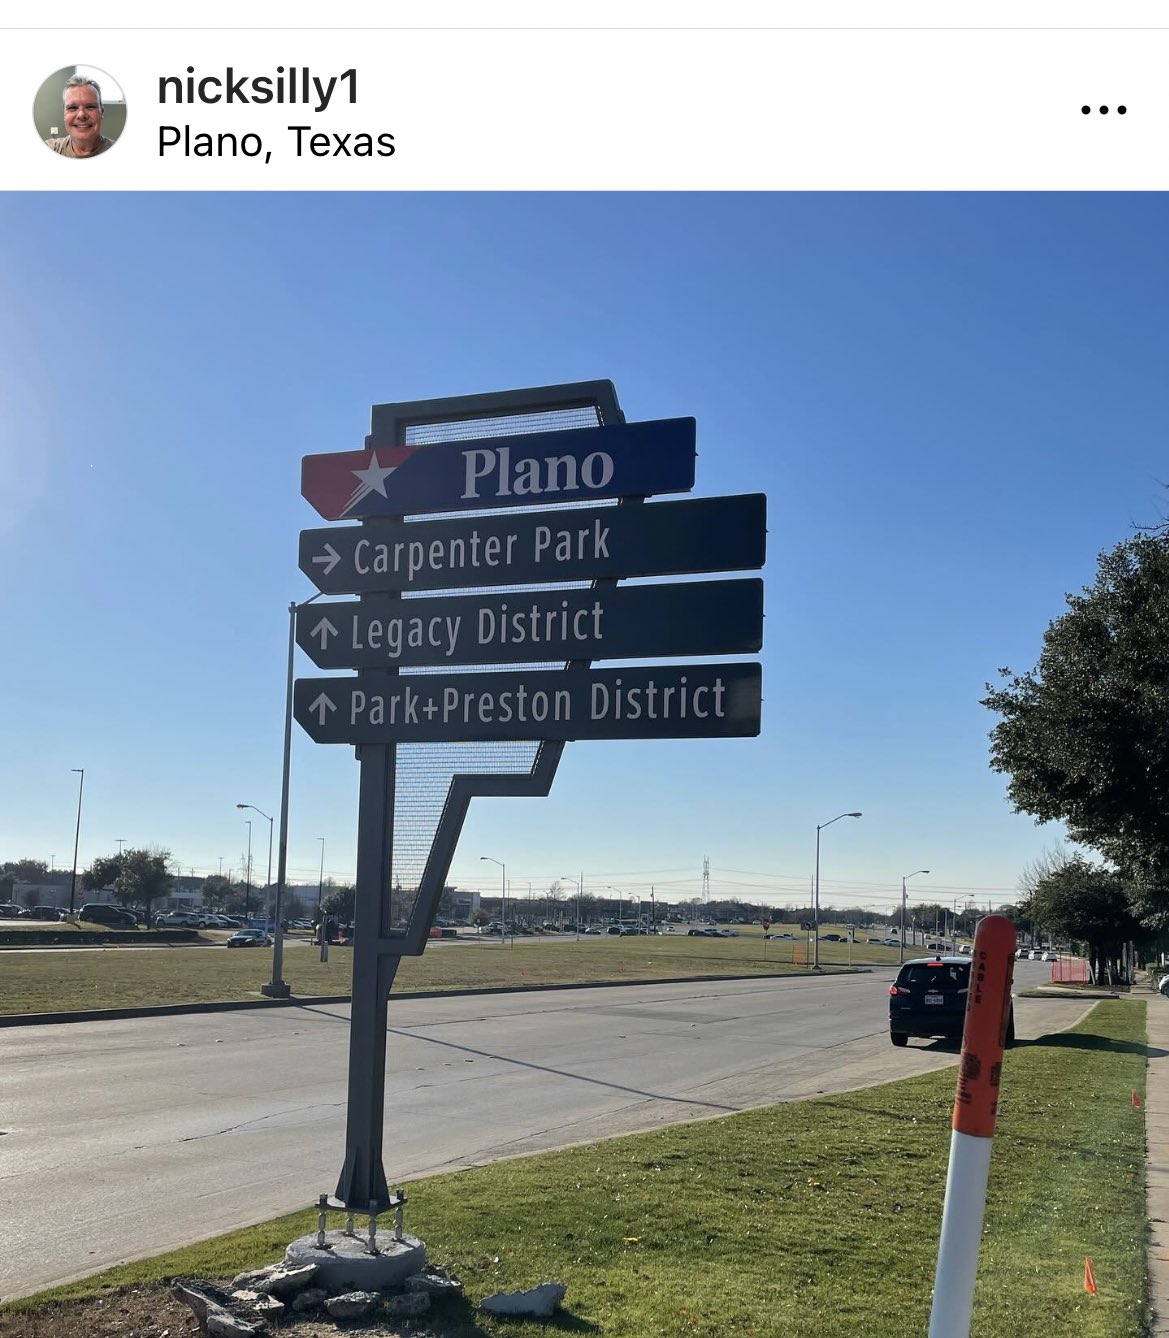 nicksilly1
Plano, Texas
Plano
→ Carpenter Park
↑ Legacy District
↑ Park+Preston District
CABLE